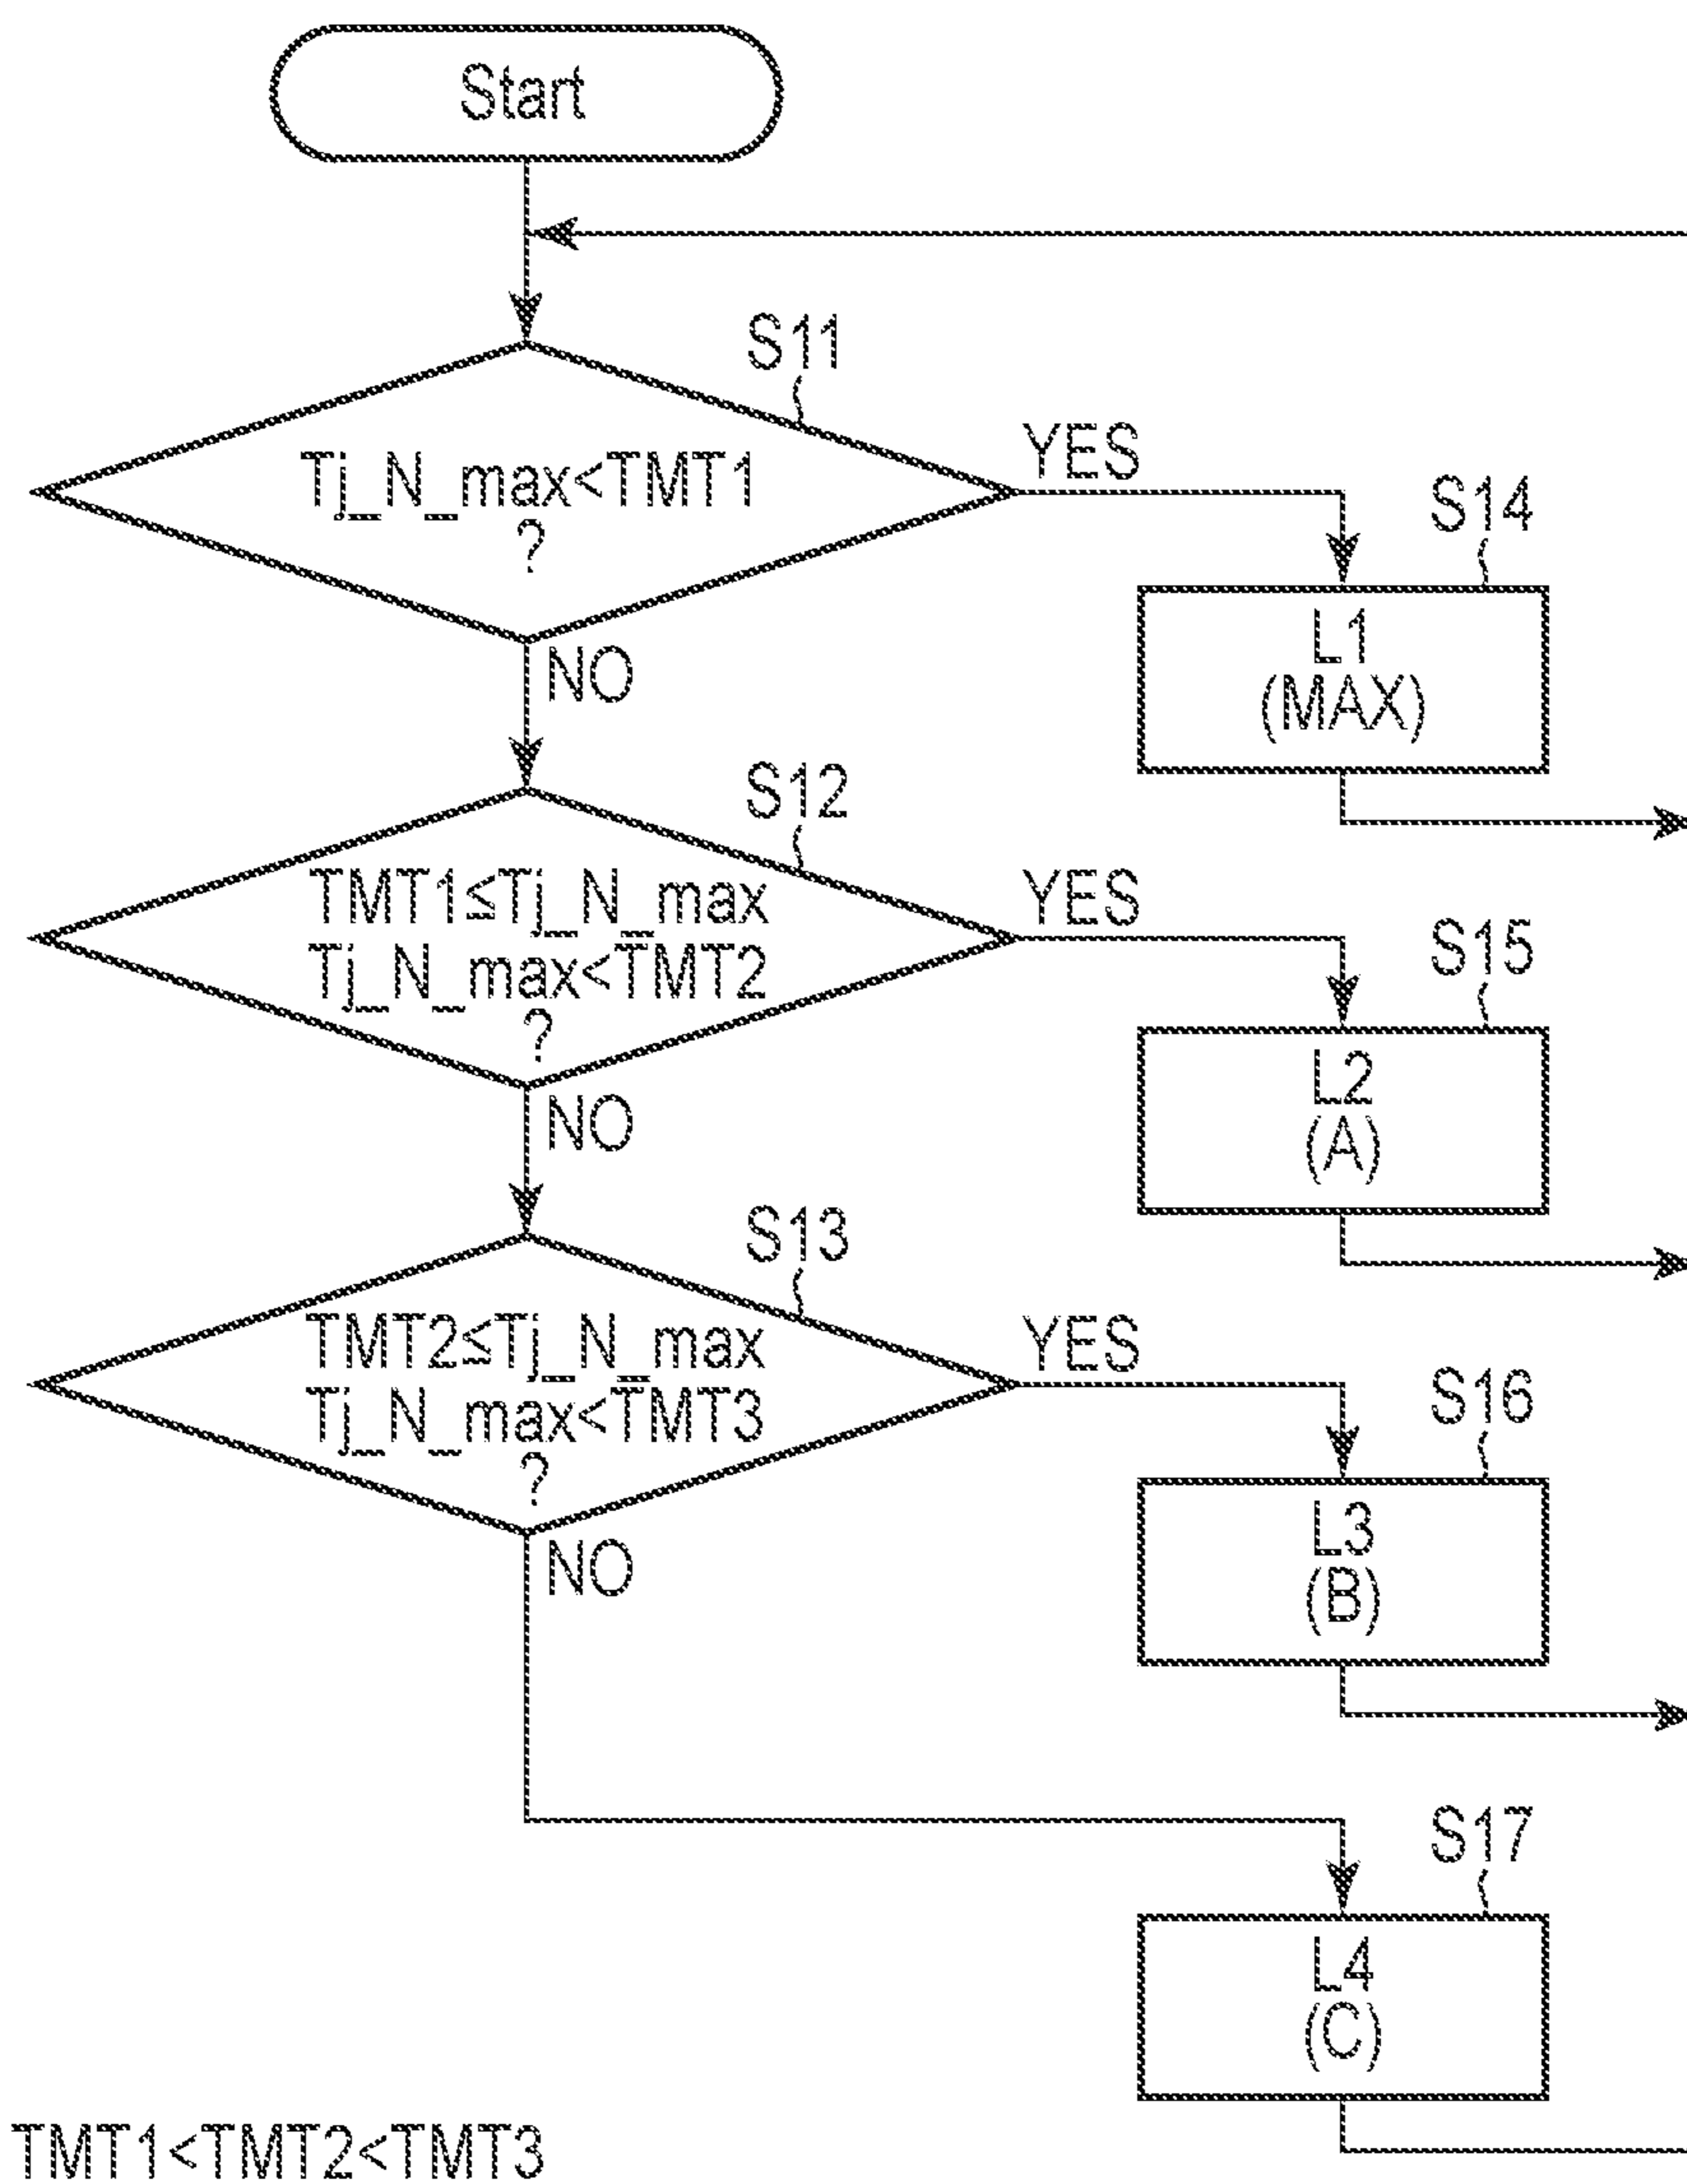 Start
S11
Tj_N_max<TMT1
?
YES
NO
S14
L1
(MAX)
S12
TMT1≤Tj_N_max
Tj_N_max<TMT2
?
YES
NO
S15
L2
(A)
S13
TMT2≤Tj_N_max
Tj_N_max<TMT3
?
YES
NO
S16
L3
(B)
S17
L4
(C)
TMT1<TMT2<TMT3